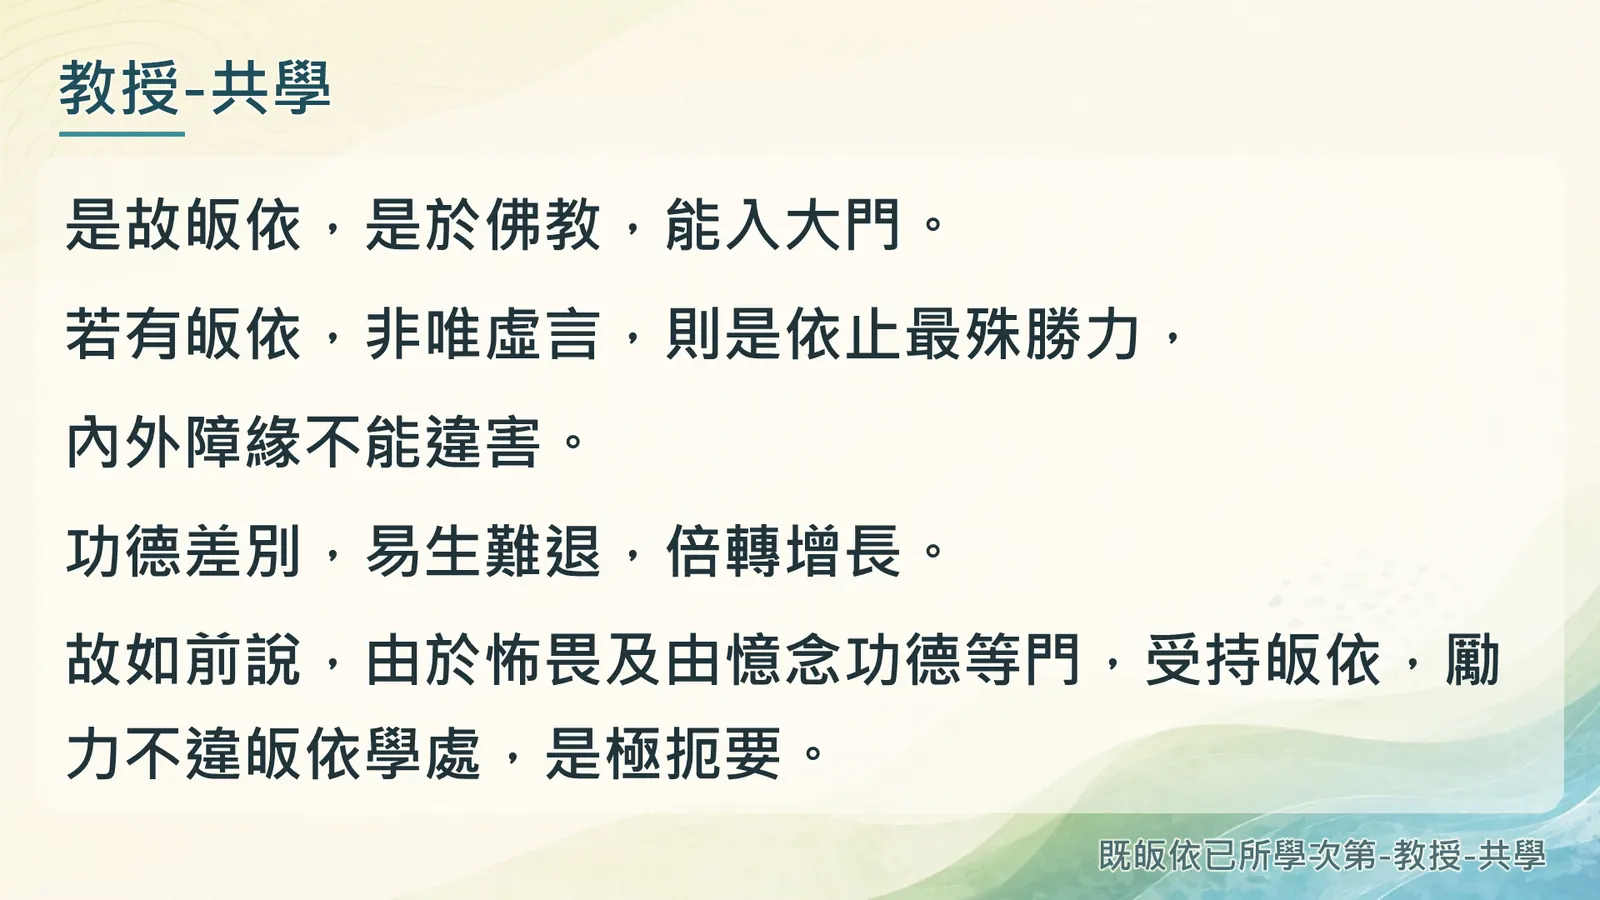 教授-共學
是故皈依，是於佛教，能入大門。
若有皈依，非唯虛言，則是依止最殊勝力，
內外障緣不能違害。
功德差別，易生難退，倍轉增長。
故如前說，由於怖畏及由憶念功德等門，受持皈依，勵
力不違皈依學處，是極扼要。
既皈依已所學次第-教授-共學